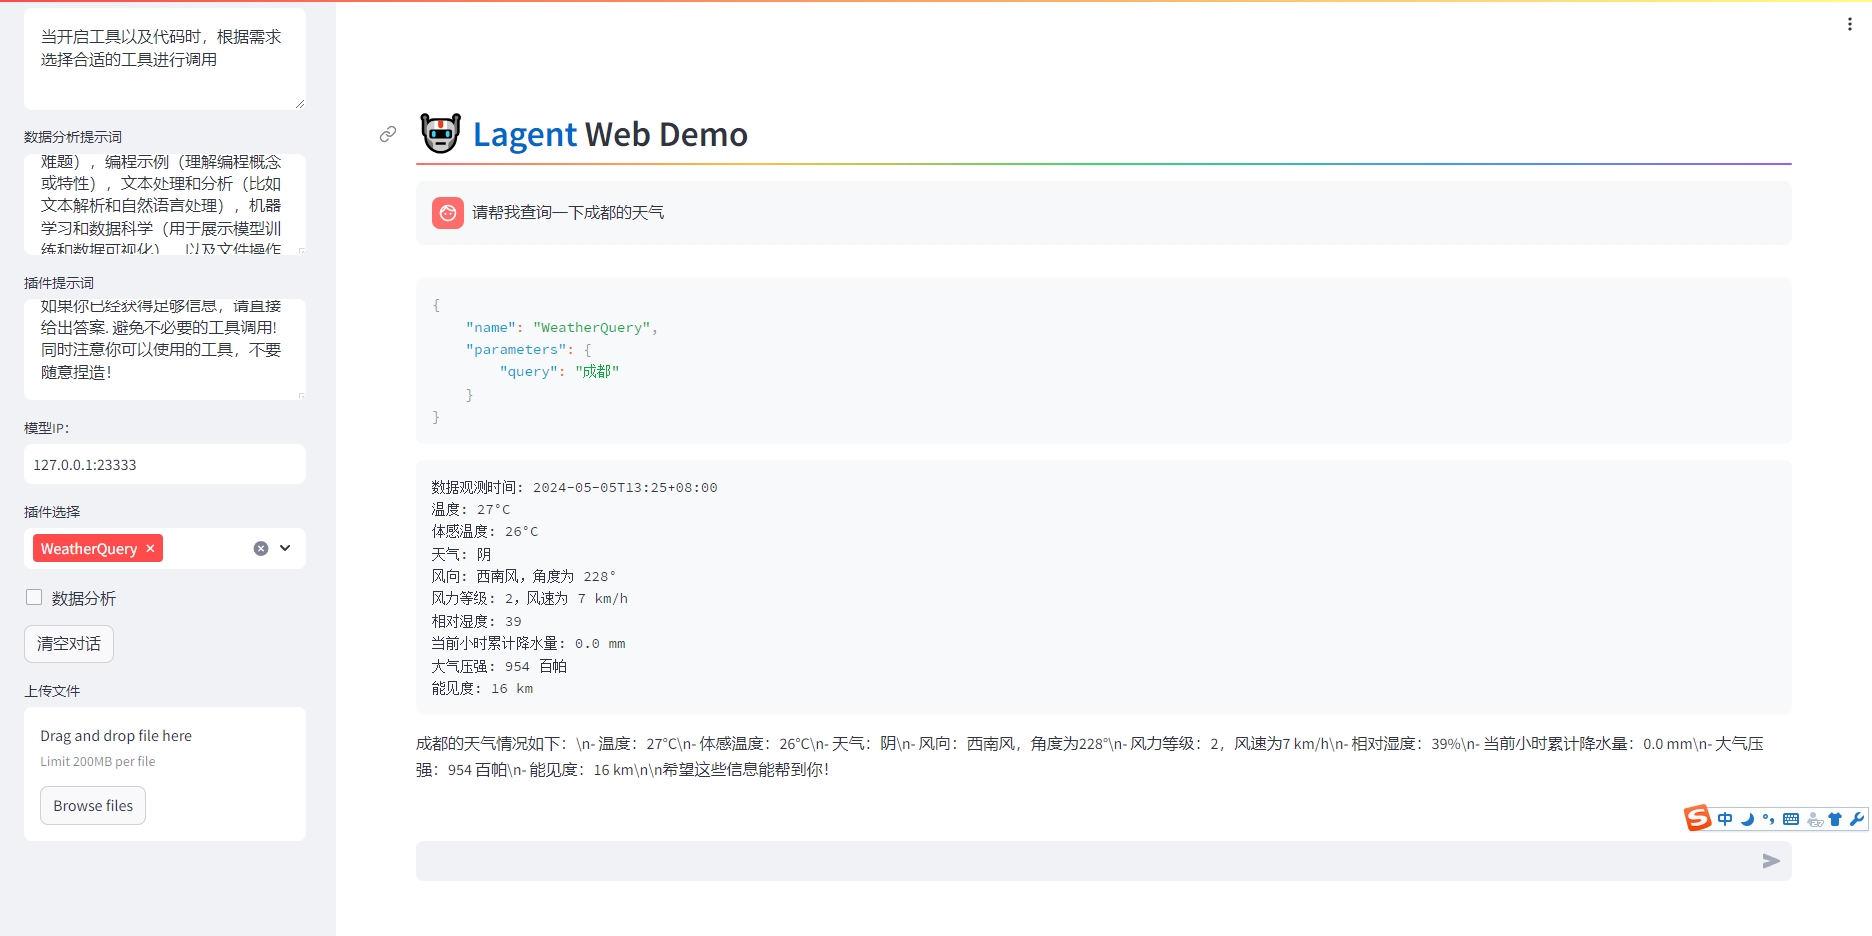 当开启工具以及代码时，根据需求
选择合适的工具进行调用
数据分析提示词
难题），编程示例（理解编程概念
或特性），文本处理和分析（比如
文本解析和自然语言处理），机器
学习和数据科学（用于展示模型训
练和数据可视化），以及文件操作
插件提示词
如果你已经获得足够信息，请直接
给出答案. 避免不必要的工具调用!
同时注意你可以使用的工具，不要
随意捏造！
模型IP：
127.0.0.1:23333
插件选择
WeatherQuery
数据分析
清空对话
上传文件
Drag and drop file here
Limit 200MB per file
Browse files
Lagent Web Demo
请帮我查询一下成都的天气
{
    "name": "WeatherQuery",
    "parameters": {
        "query": "成都"
    }
}
数据观测时间: 2024-05-05T13:25+08:00
温度: 27°C
体感温度: 26°C
天气: 阴
风向: 西南风，角度为 228°
风力等级: 2，风速为 7 km/h
相对湿度: 39
当前小时累计降水量: 0.0 mm
大气压强: 954 百帕
能见度: 16 km
成都的天气情况如下：\n- 温度：27°C\n- 体感温度：26°C\n- 天气：阴\n- 风向：西南风，角度为228°\n- 风力等级：2，风速为7 km/h\n- 相对湿度：39%\n- 当前小时累计降水量：0.0 mm\n- 大气压
强：954 百帕\n- 能见度：16 km\n\n希望这些信息能帮到你！
中